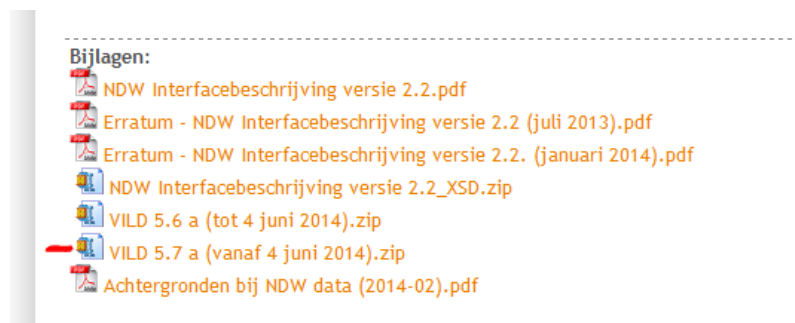 Bijlagen:
NDW Interfacebeschrijving versie 2.2.pdf
Erratum - NDW Interfacebeschrijving versie 2.2 (juli 2013).pdf
Erratum - NDW Interfacebeschrijving versie 2.2. (januari 2014).pdf
NDW Interfacebeschrijving versie 2.2_XSD.zip
VILD 5.6 a (tot 4 juni 2014).zip
VILD 5.7 a (vanaf 4 juni 2014).zip
Achtergronden bij NDW data (2014-02).pdf